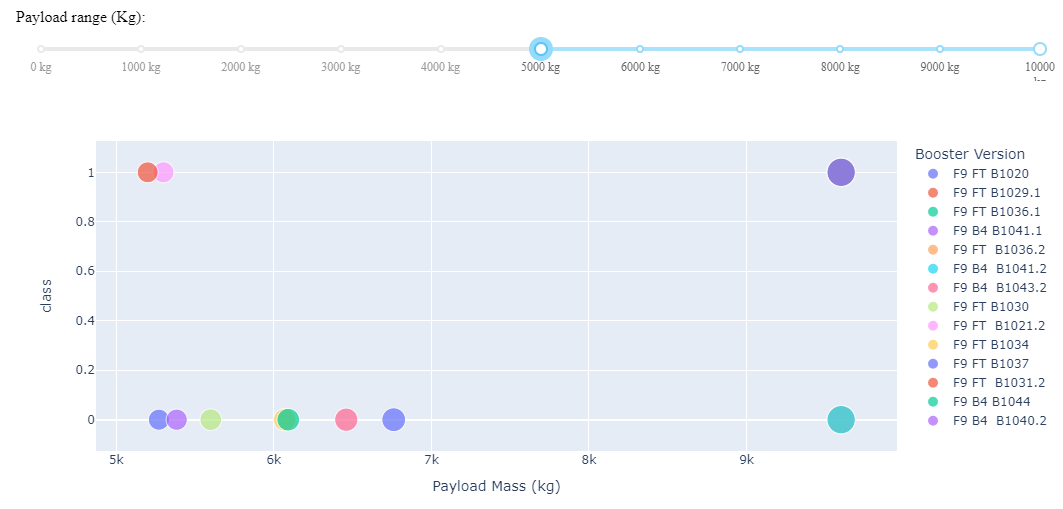 Payload range (Kg):
0 kg 1000 kg 2000 kg 3000 kg 4000 kg 5000 kg 6000 kg 7000 kg 8000 kg 9000 kg 10000
Booster Version
F9 FT B1020
F9 FT B1029.1
F9 FT B1036.1
F9 B4 B1041.1
F9 FT  B1036.2
F9 B4  B1041.2
F9 B4  B1043.2
F9 FT B1030
F9 FT  B1021.2
F9 FT B1034
F9 FT B1037
F9 FT  B1031.2
F9 B4 B1044
F9 B4  B1040.2
class
1
0.8
0.6
0.4
0.2
0
5k 6k 7k 8k 9k
Payload Mass (kg)